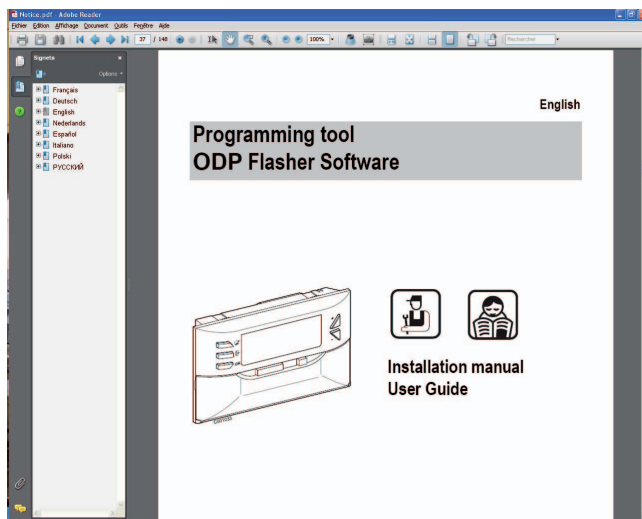 Notice.pdf - Adobe Reader
Fichier Edition Affichage Document Outils Fenêtre Aide
37 / 148 100% Rechercher
Signets
Options
Français
Deutsch
English
Nederlands
Español
Italiano
Polski
РУССКИЙ
English
Programming tool
ODP Flasher Software
Installation manual
User Guide